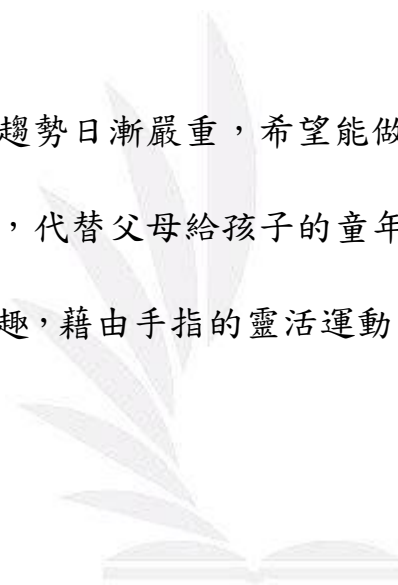 趨勢日漸嚴重，希望能做
，代替父母給孩子的童年
趣，藉由手指的靈活運動